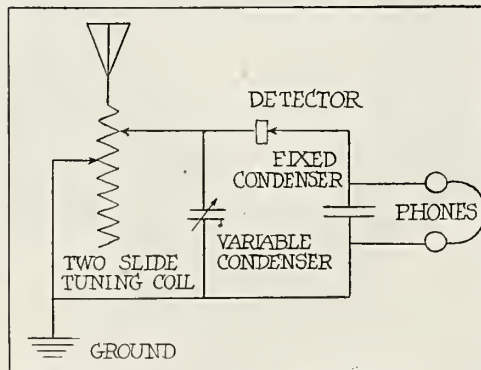 DETECTOR
FIXED
CONDENSER
PHONES
VARIABLE
CONDENSER
TWO SLIDE
TUNING COIL
GROUND